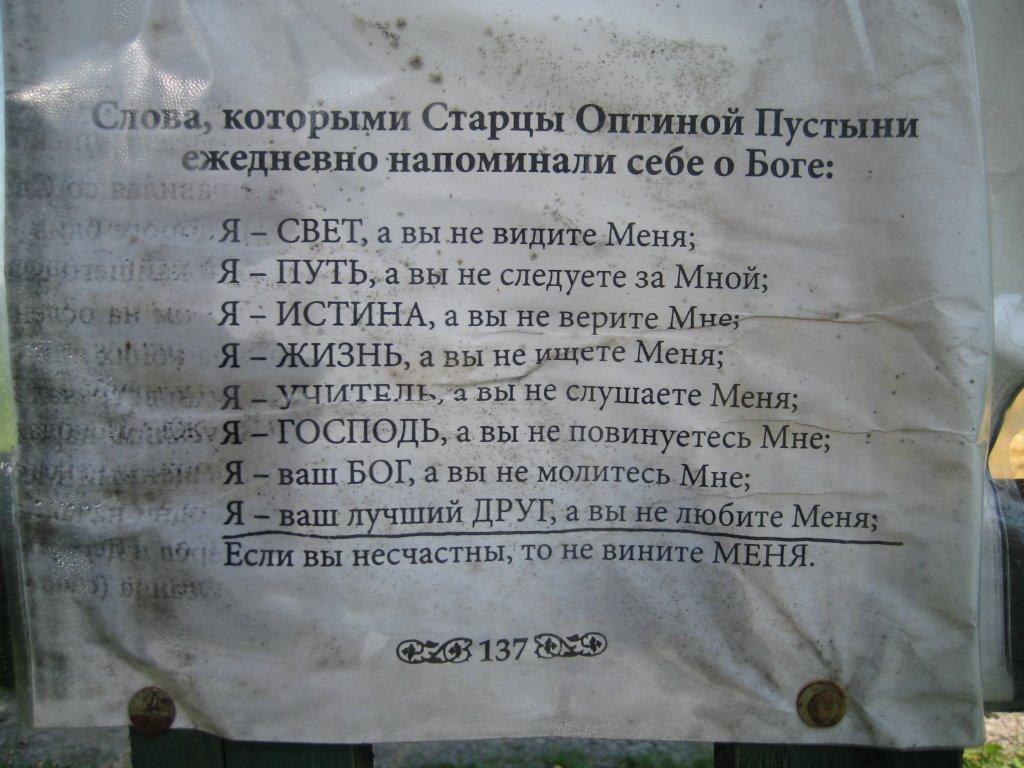 Слова, которыми Старцы Оптиной Пустыни
ежедневно напоминали себе о Боге:
Я – СВЕТ, а вы не видите Меня;
Я – ПУТЬ, а вы не следуете за Мной;
Я – ИСТИНА, а вы не верите Мне;
Я – ЖИЗНЬ, а вы не ищете Меня;
Я – УЧИТЕЛЬ, а вы не слушаете Меня;
Я – ГОСПОДЬ, а вы не повинуетесь Мне;
Я – ваш БОГ, а вы не молитесь Мне;
Я – ваш лучший ДРУГ, а вы не любите Меня;
Если вы несчастны, то не вините МЕНЯ.
137